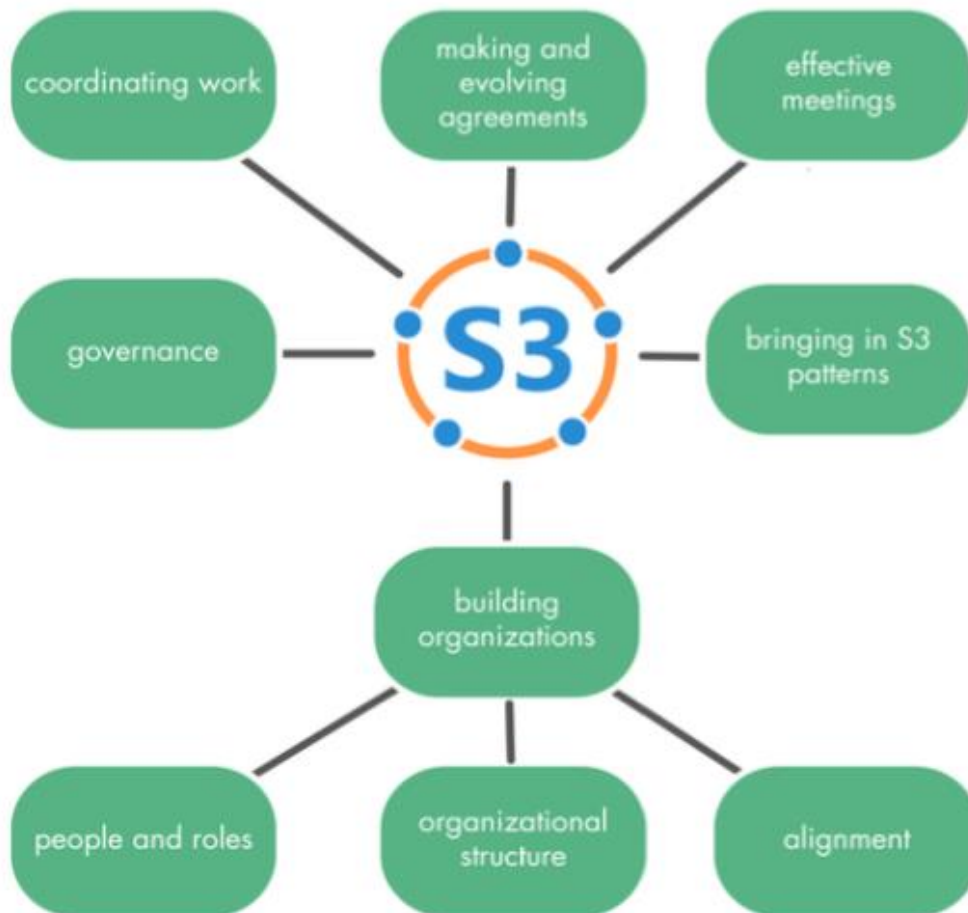 coordinating work
making and
evolving
agreements
effective
meetings
governance
S3
bringing in S3
patterns
building
organizations
people and roles
organizational
structure
alignment